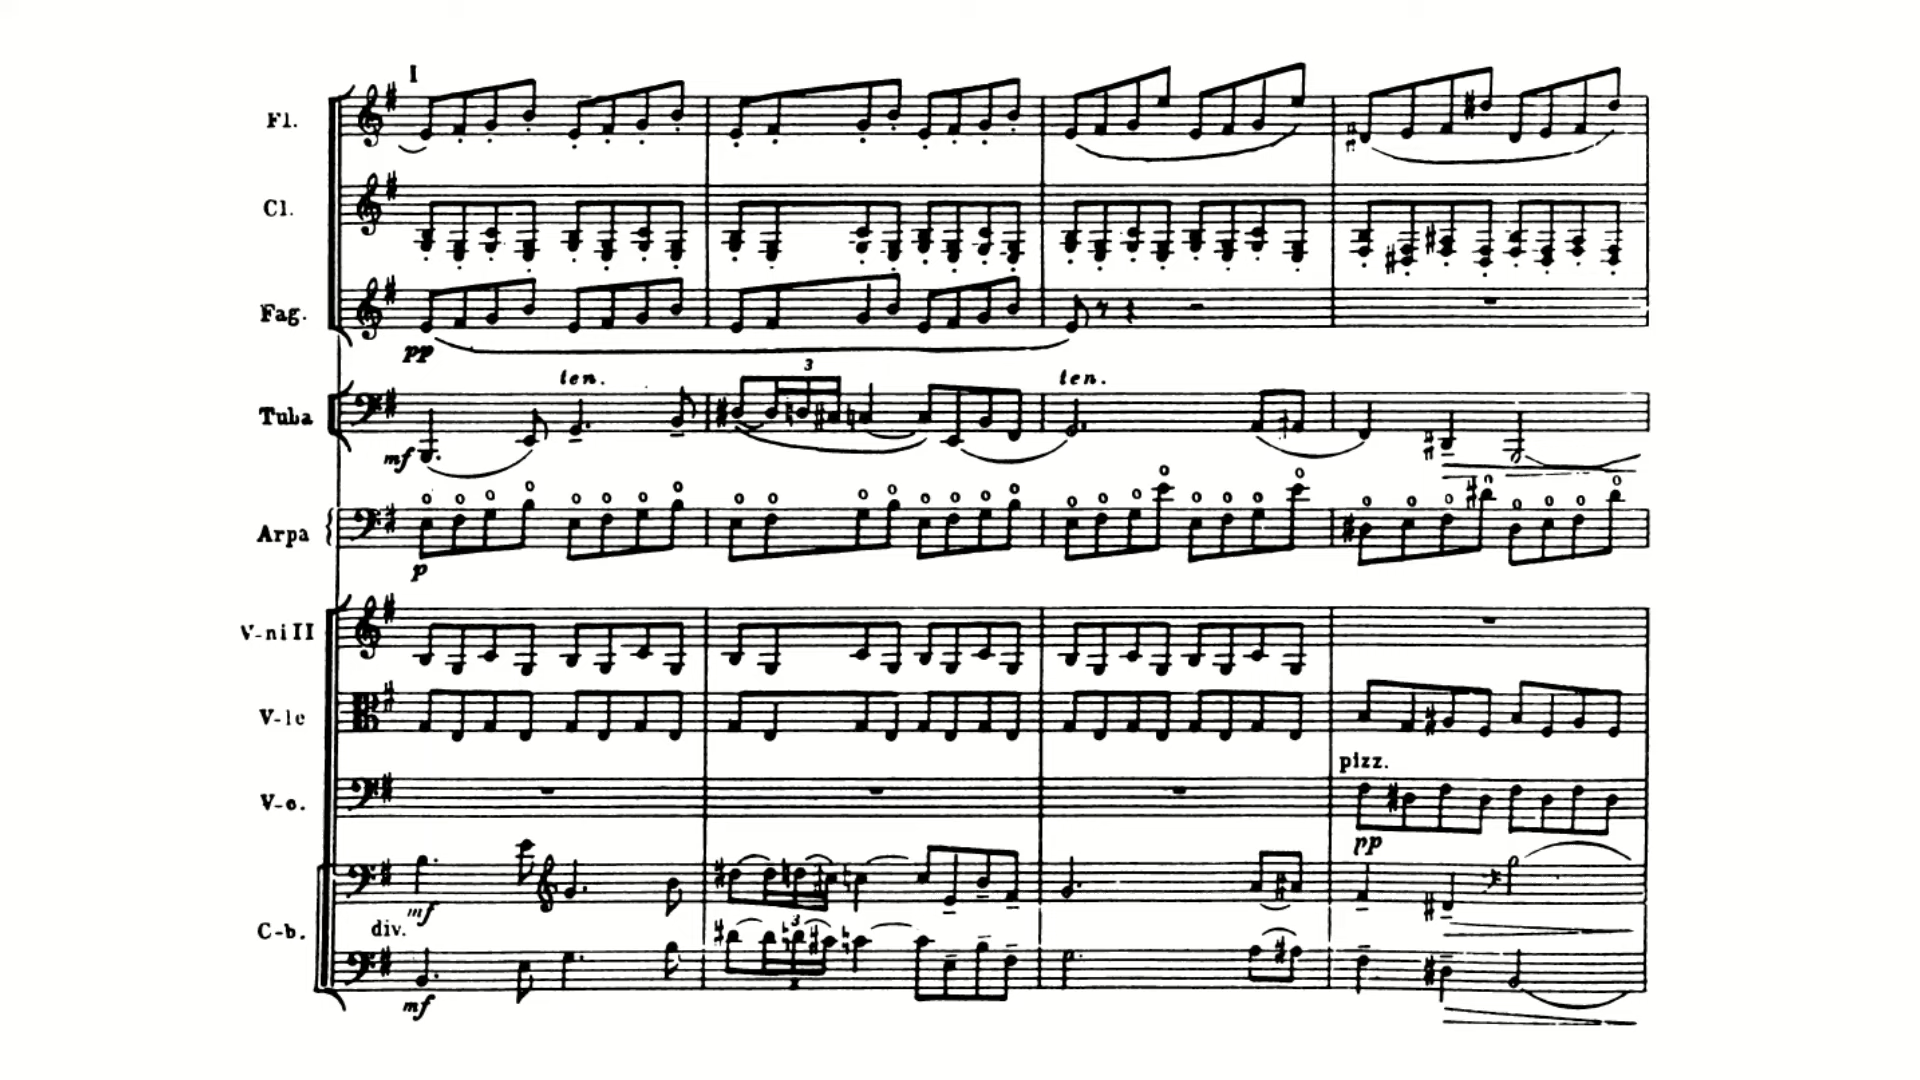 I
Fl.
Cl.
Fag.
pp
3
ten.
ten.
Tuba
mf
Arpa
p
V-ni II
V-le
pizz.
V-c.
pp
mf
div.
C-b.
3
mf